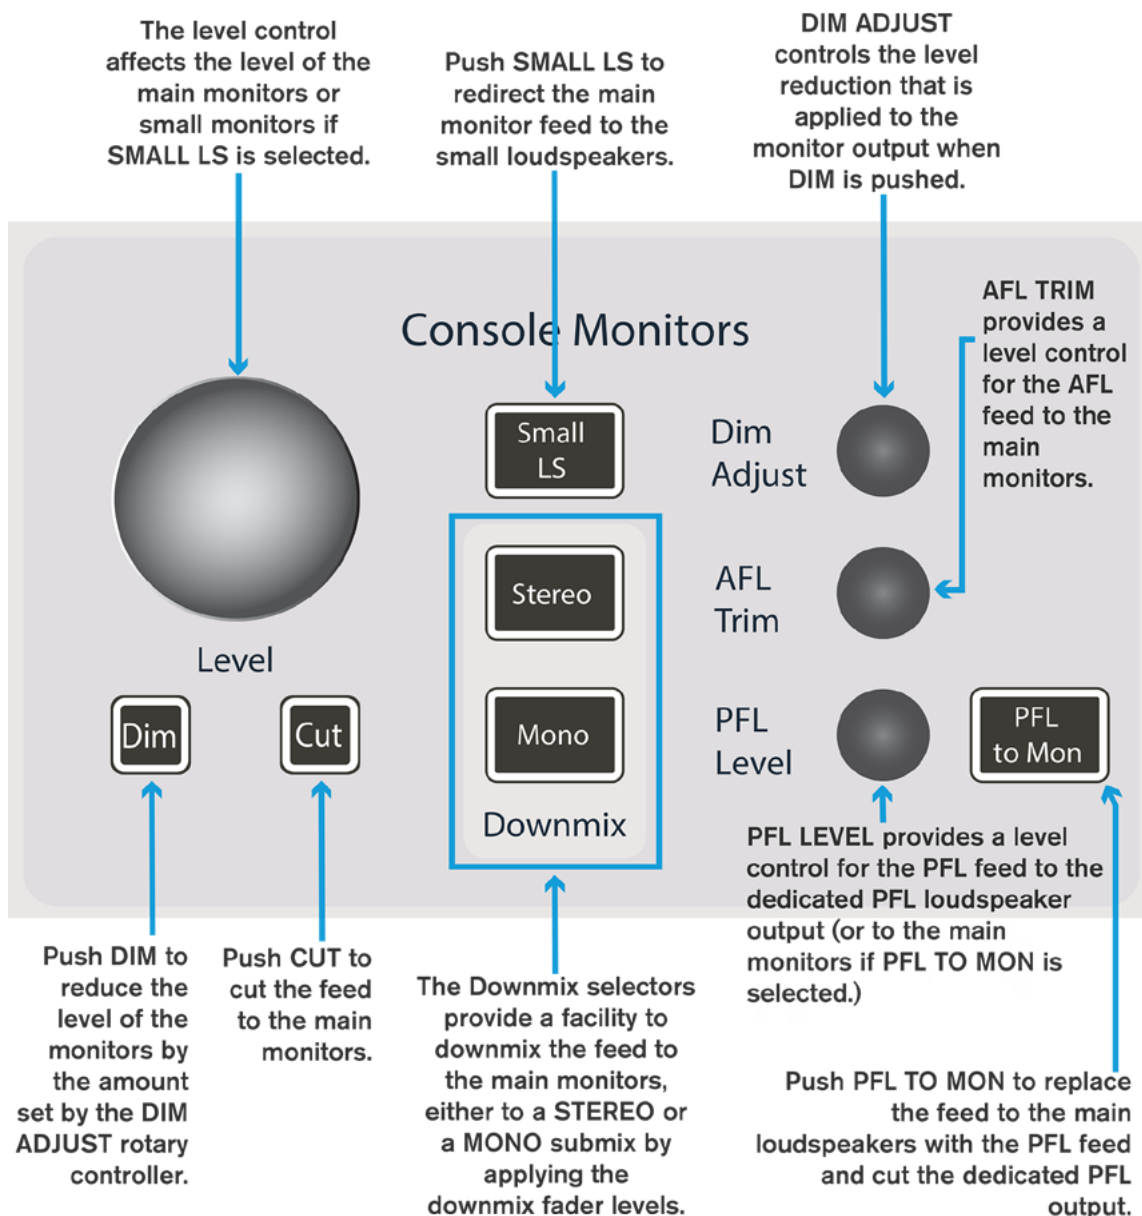 The level control
affects the level of the
main monitors or
small monitors if
SMALL LS is selected.
Push SMALL LS to
redirect the main
monitor feed to the
small loudspeakers.
DIM ADJUST
controls the level
reduction that is
applied to the
monitor output when
DIM is pushed.
AFL TRIM
provides a
level control
for the AFL
feed to the
main
monitors.
Console Monitors
Small
LS
Dim
Adjust
Stereo
AFL
Trim
Level
Dim
Cut
Mono
PFL
Level
PFL
to Mon
Downmix
PFL LEVEL provides a level
control for the PFL feed to the
dedicated PFL loudspeaker
output (or to the main
monitors if PFL TO MON is
selected.)
Push DIM to
reduce the
level of the
monitors by
the amount
set by the DIM
ADJUST rotary
controller.
Push CUT to
cut the feed
to the main
monitors.
The Downmix selectors
provide a facility to
downmix the feed to
the main monitors,
either to a STEREO or
a MONO submix by
applying the
downmix fader levels.
Push PFL TO MON to replace
the feed to the main
loudspeakers with the PFL feed
and cut the dedicated PFL
output.